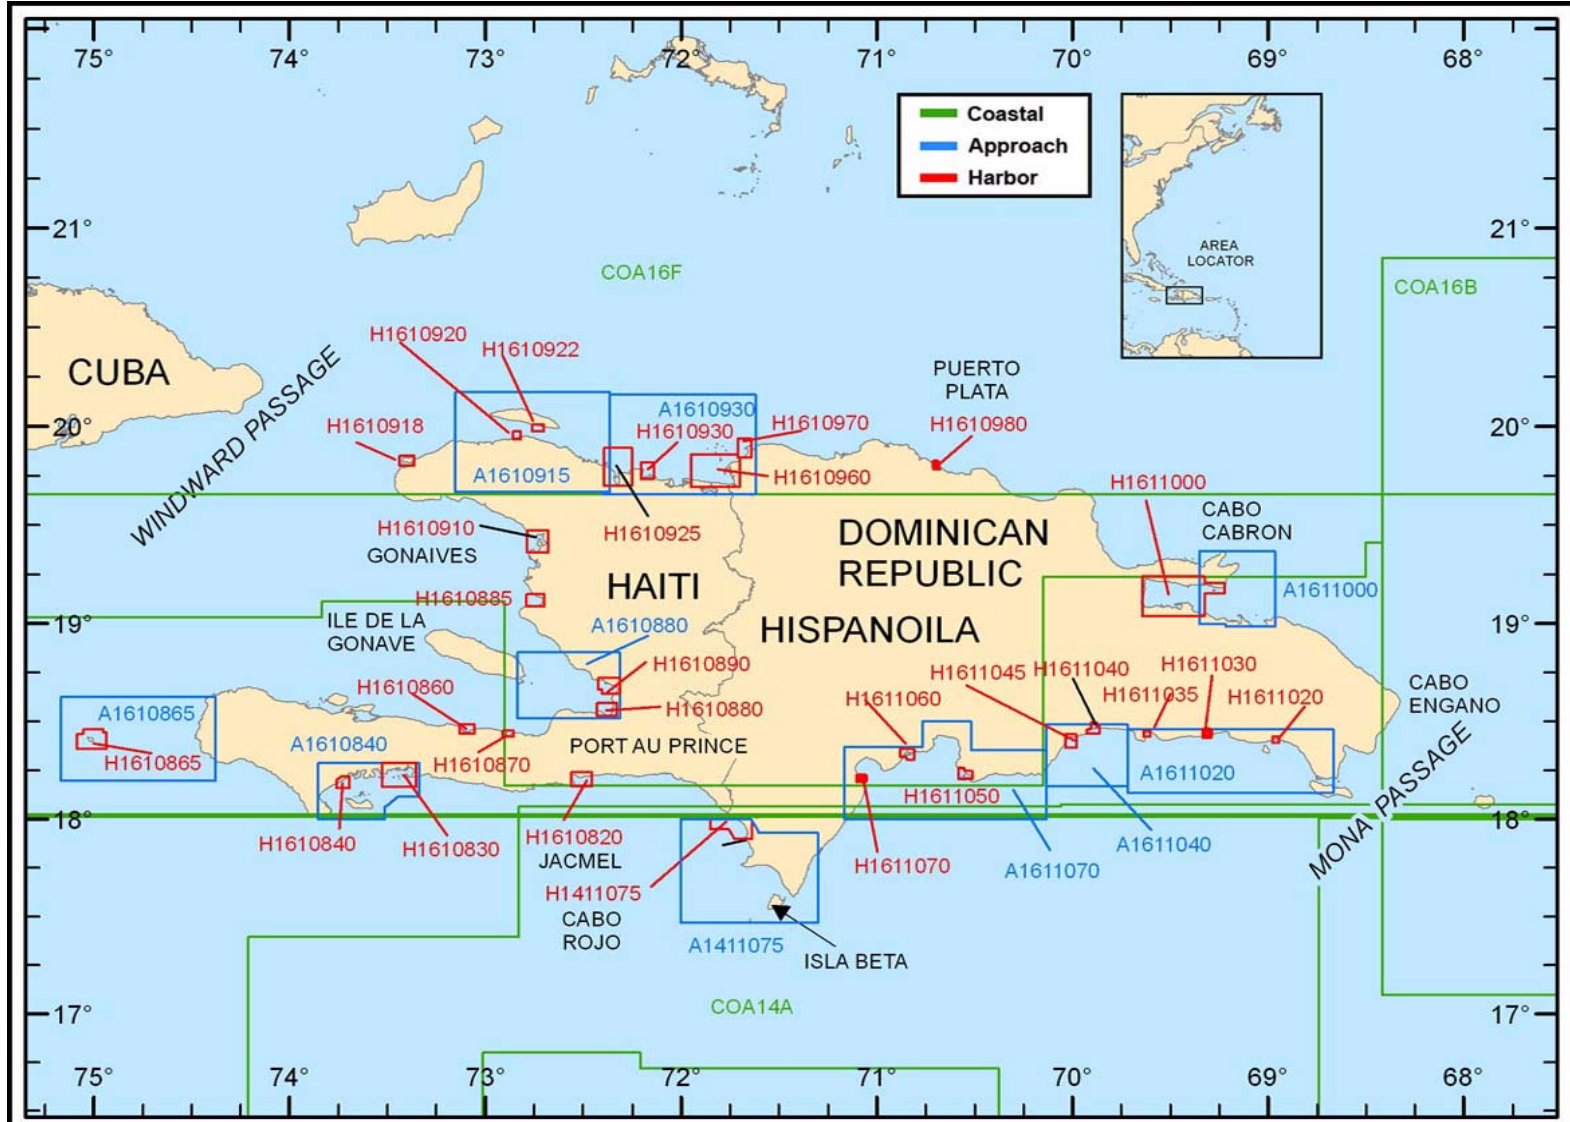 75°
74°
73°
72°
71°
70°
69°
68°
Coastal
Approach
Harbor
AREA
LOCATOR
21°
21°
COA16F
COA16B
CUBA
WINDWARD PASSAGE
H1610920
H1610922
PUERTO
PLATA
20°
20°
H1610918
A1610930
H1610930
H1610970
H1610980
A1610915
H1610960
H1611000
CABO
CABRON
H1610910
GONAIVES
H1610925
DOMINICAN
REPUBLIC
HAITI
A1611000
H1610885
19°
19°
ILE DE LA
GONAVE
A1610880
HISPANOILA
H1610890
H1610860
H1610880
H1611060
H1611045
H1611040
H1611035
H1611030
H1611020
CABO
ENGANO
A1610865
H1610865
A1610840
H1610870
PORT AU PRINCE
A1611020
H1611050
MONA PASSAGE
18°
18°
H1610840
H1610830
H1610820
JACMEL
H1611070
A1611070
A1611040
H1411075
CABO
ROJO
A1411075
ISLA BETA
COA14A
17°
17°
75°
74°
73°
72°
71°
70°
69°
68°